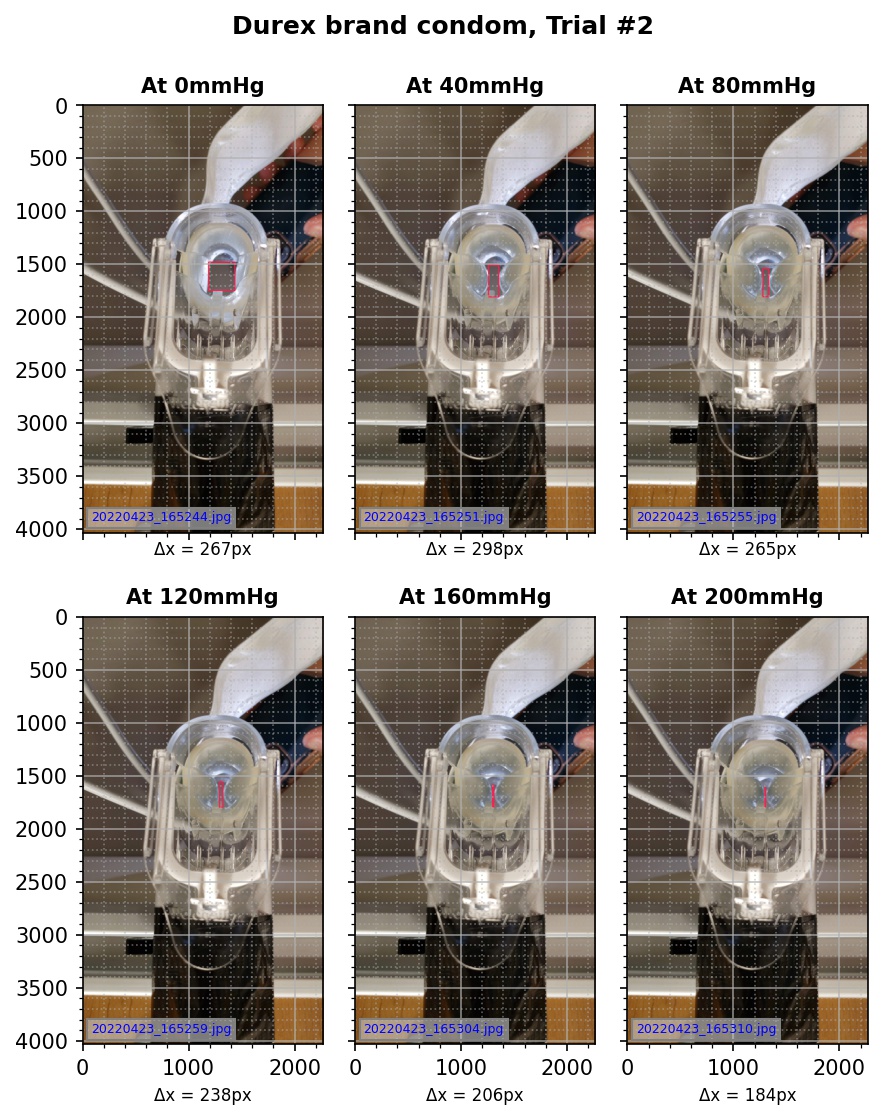 Durex brand condom, Trial #2
At 0mmHg
At 40mmHg
At 80mmHg
0
500
1000
1500
2000
2500
3000
3500
4000
20220423_165244.jpg
20220423_165251.jpg
20220423_165255.jpg
Δx = 267px
Δx = 298px
Δx = 265px
At 120mmHg
At 160mmHg
At 200mmHg
0
500
1000
1500
2000
2500
3000
3500
4000
20220423_165259.jpg
20220423_165304.jpg
20220423_165310.jpg
0 1000 2000
0 1000 2000
0 1000 2000
Δx = 238px
Δx = 206px
Δx = 184px